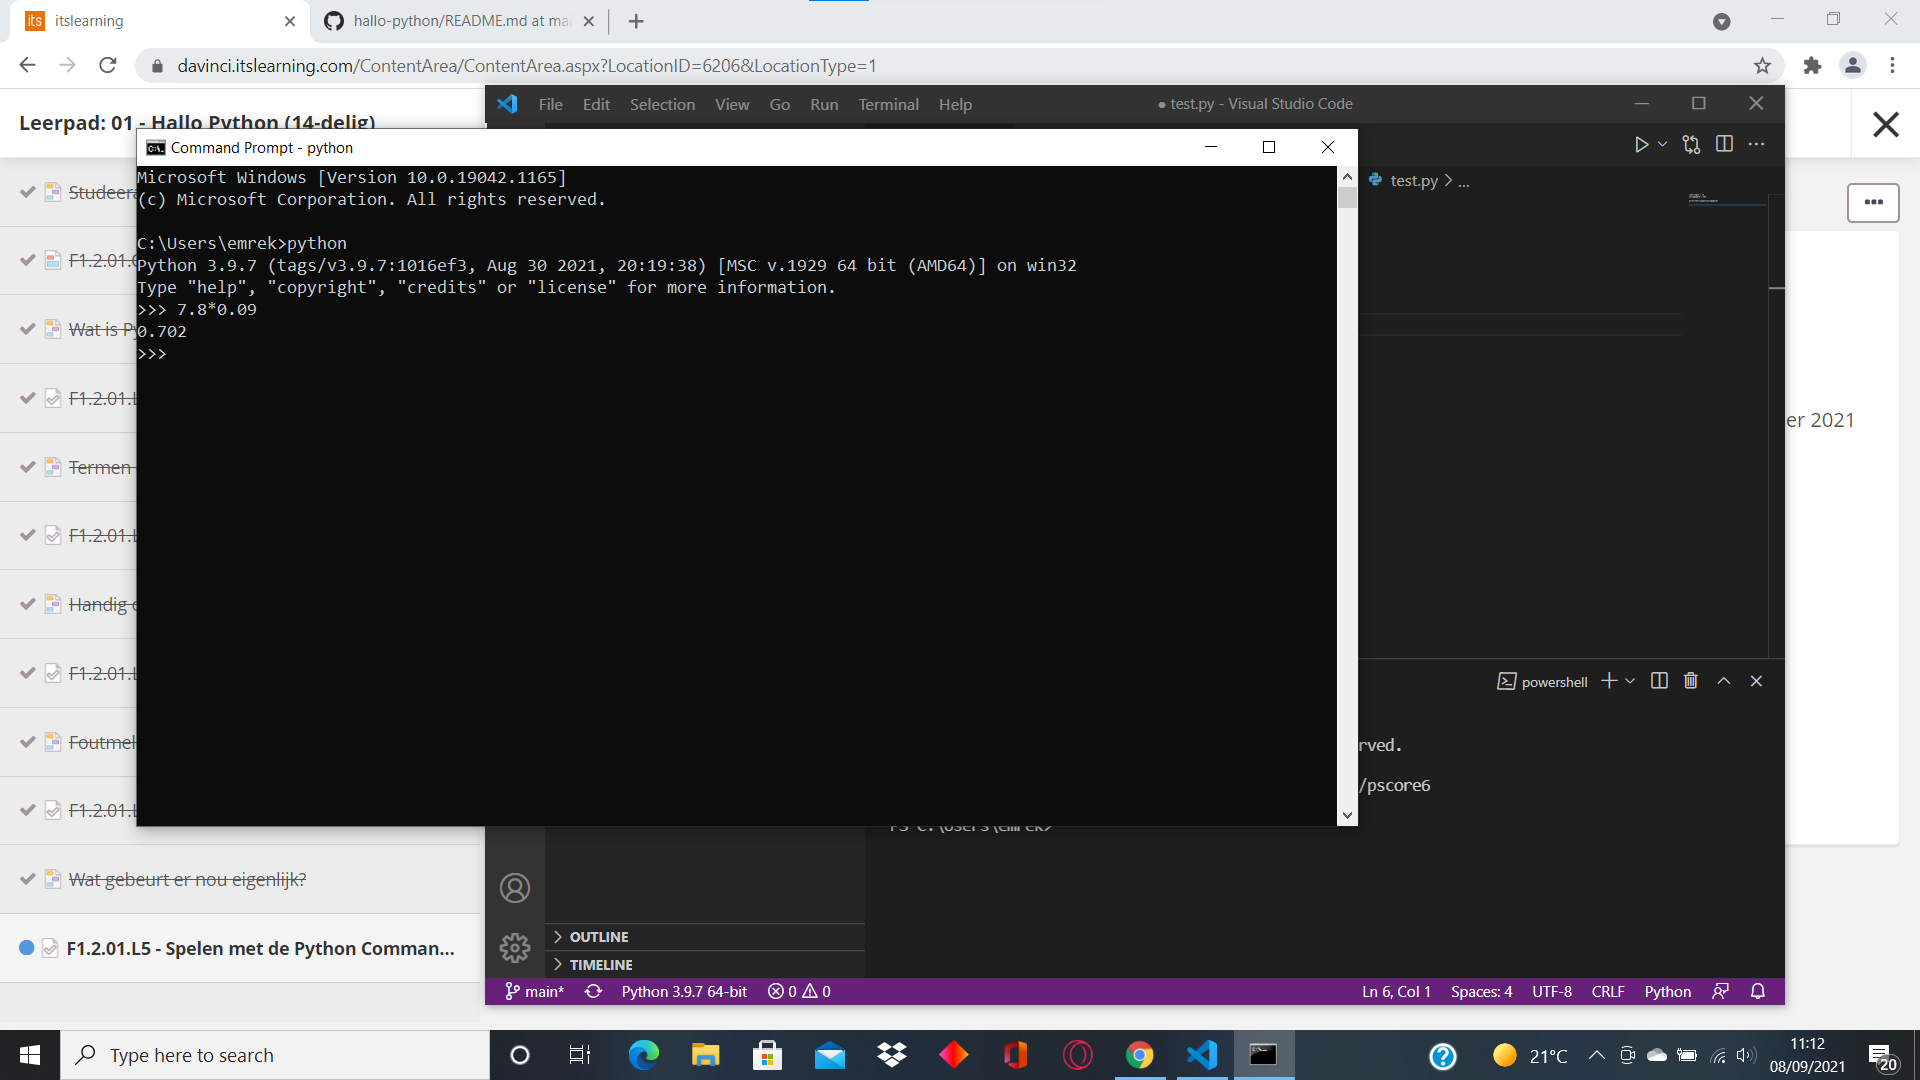 itslearning
hallo-python/README.md at ma
davinci.itslearning.com/ContentArea/ContentArea.aspx?LocationID=6206&LocationType=1
File Edit Selection View Go Run Terminal Help
● test.py - Visual Studio Code
Leerpad: 01 - Hallo Python (14-delig)
Command Prompt - python
Microsoft Windows [Version 10.0.19042.1165]
(c) Microsoft Corporation. All rights reserved.
C:\Users\emrek>python
Python 3.9.7 (tags/v3.9.7:1016ef3, Aug 30 2021, 20:19:38) [MSC v.1929 64 bit (AMD64)] on win32
Type "help", "copyright", "credits" or "license" for more information.
>>> 7.8*0.09
0.702
>>>
test.py > ...
Studeer
F1.2.01.
Wat is P
F1.2.01.
Termen
F1.2.01.
Handig
F1.2.01.
Foutme
F1.2.01.
Wat gebeurt er nou eigenlijk?
F1.2.01.L5 - Spelen met de Python Comman...
er 2021
powershell
rved.
/pscore6
PS C:\Users\emrek>
OUTLINE
TIMELINE
main* Python 3.9.7 64-bit 0 0
Ln 6, Col 1 Spaces: 4 UTF-8 CRLF Python
Type here to search
21°C
11:12
08/09/2021
20